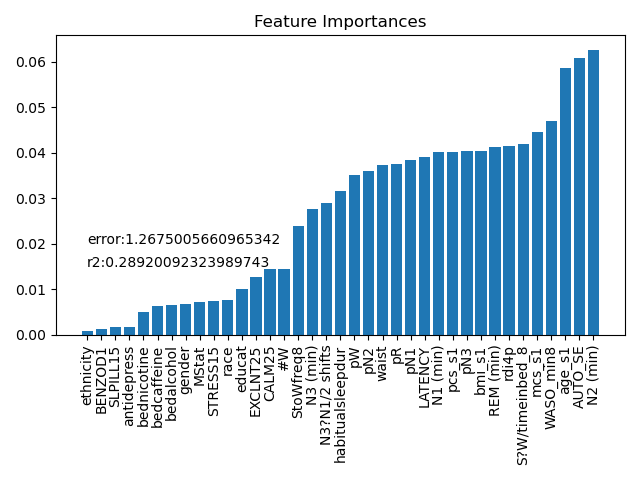 Feature Importances
0.06
0.05
0.04
0.03
0.02
0.01
0.00
error:1.2675005660965342
r2:0.28920092323989743
ethnicity
BENZOD1
SLPILL15
antidepress
bednicotine
bedcaffeine
bedalcohol
gender
MStat
STRESS15
race
educat
EXCLNT25
CALM25
#W
StoWfreq8
N3 (min)
N3?N1/2 shifts
habitualsleepdur
pW
pN2
waist
pR
pN1
LATENCY
N1 (min)
pcs_s1
pN3
bmi_s1
REM (min)
rdi4p
S?W/timeinbed_8
mcs_s1
WASO_min8
age_s1
AUTO_SE
N2 (min)